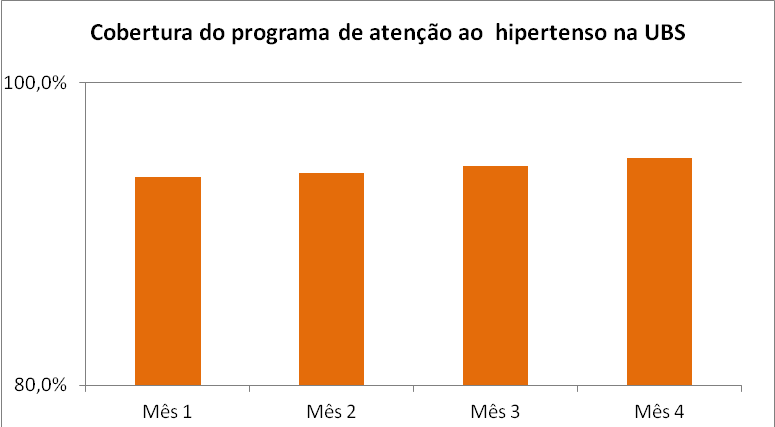 Cobertura do programa de atenção ao hipertenso na UBS
100,0%
80,0%
Mês 1
Mês 2
Mês 3
Mês 4